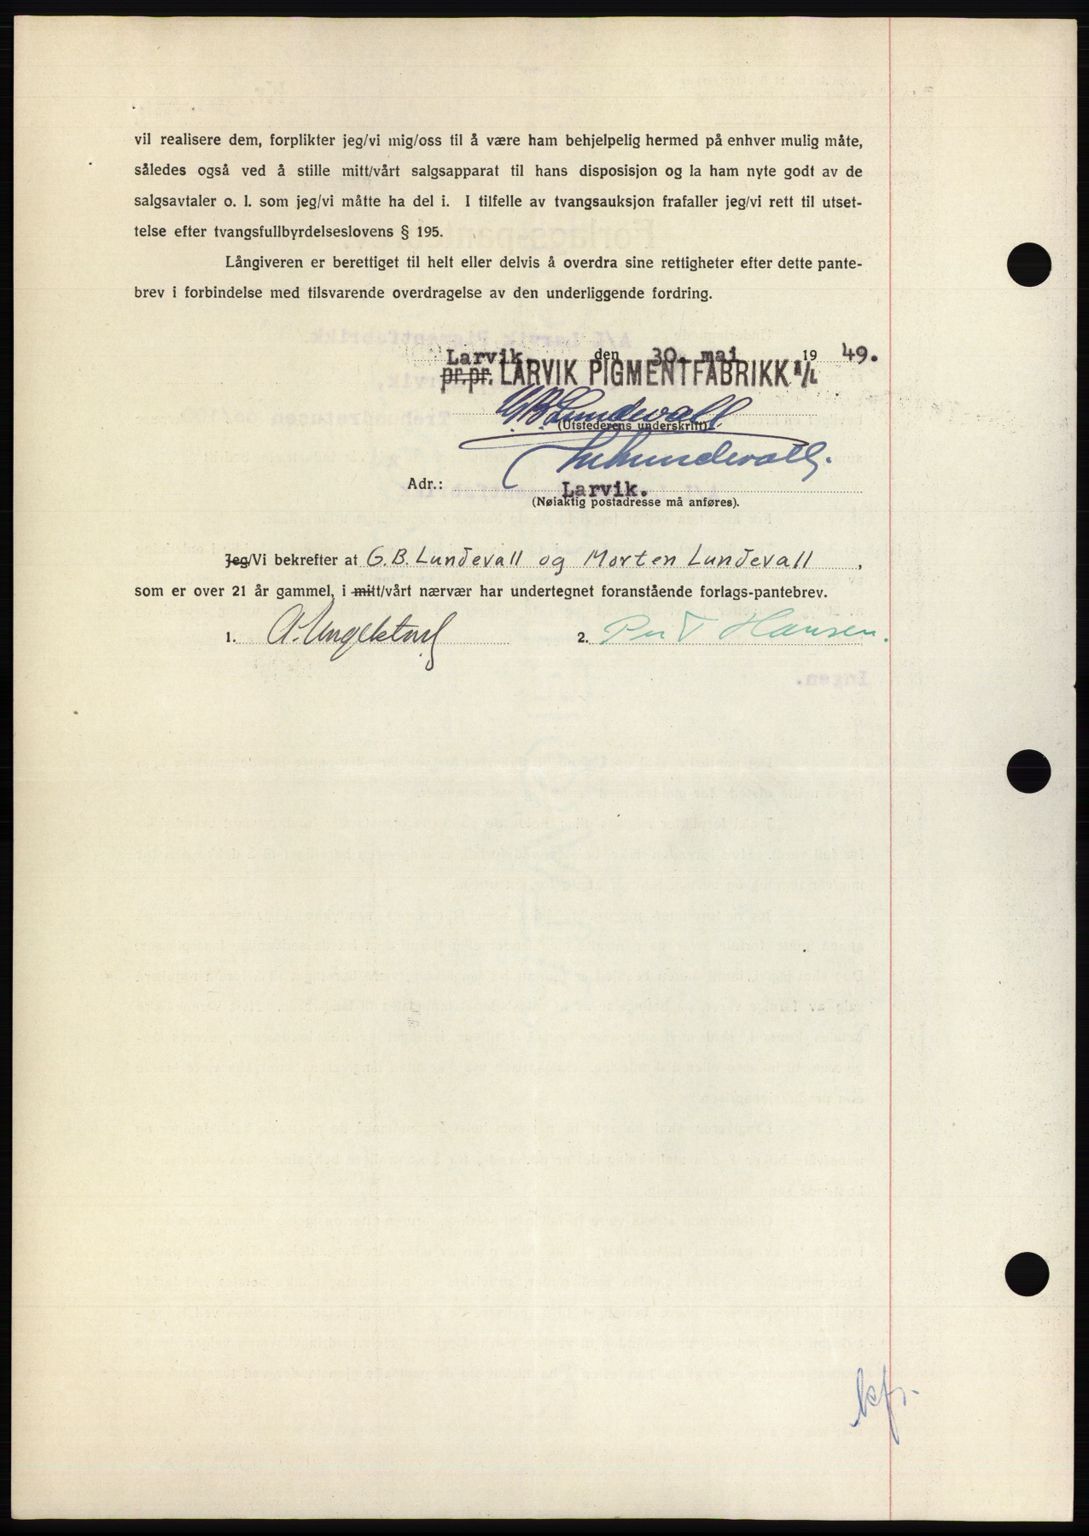 vil realisere dem, forplikter jeg/vi mig/oss til å være ham behjelpelig hermed på enhver mulig måte,
således også ved å stille mitt/vårt salgsapparat til hans disposisjon og la ham nyte godt av de
salgsavtaler o. l. som jeg/vi måtte ha del i. I tilfelle av tvangsauksjon frafaller jeg/vi rett til utset-
telse efter tvangsfullbyrdelseslovens § 195.
Långiveren er berettiget til helt eller delvis å overdra sine rettigheter efter dette pante-
brev i forbindelse med tilsvarende overdragelse av den underliggende fordring.
Larvik, den 30. mai 1949.
pr.pr. LARVIK PIGMENTFABRIKK A/L
G.B. Lundevall
(Utstederens underskrift)
Lundevall.
Adr.: Larvik.
(Nøiaktig postadresse må anføres).
Jeg/Vi bekrefter at G.B. Lundevall og Morten Lundevall,
som er over 21 år gammel, i mitt/vårt nærvær har undertegnet foranstående forlags-pantebrev.
1. 2. Per T Hansen.
kfr.